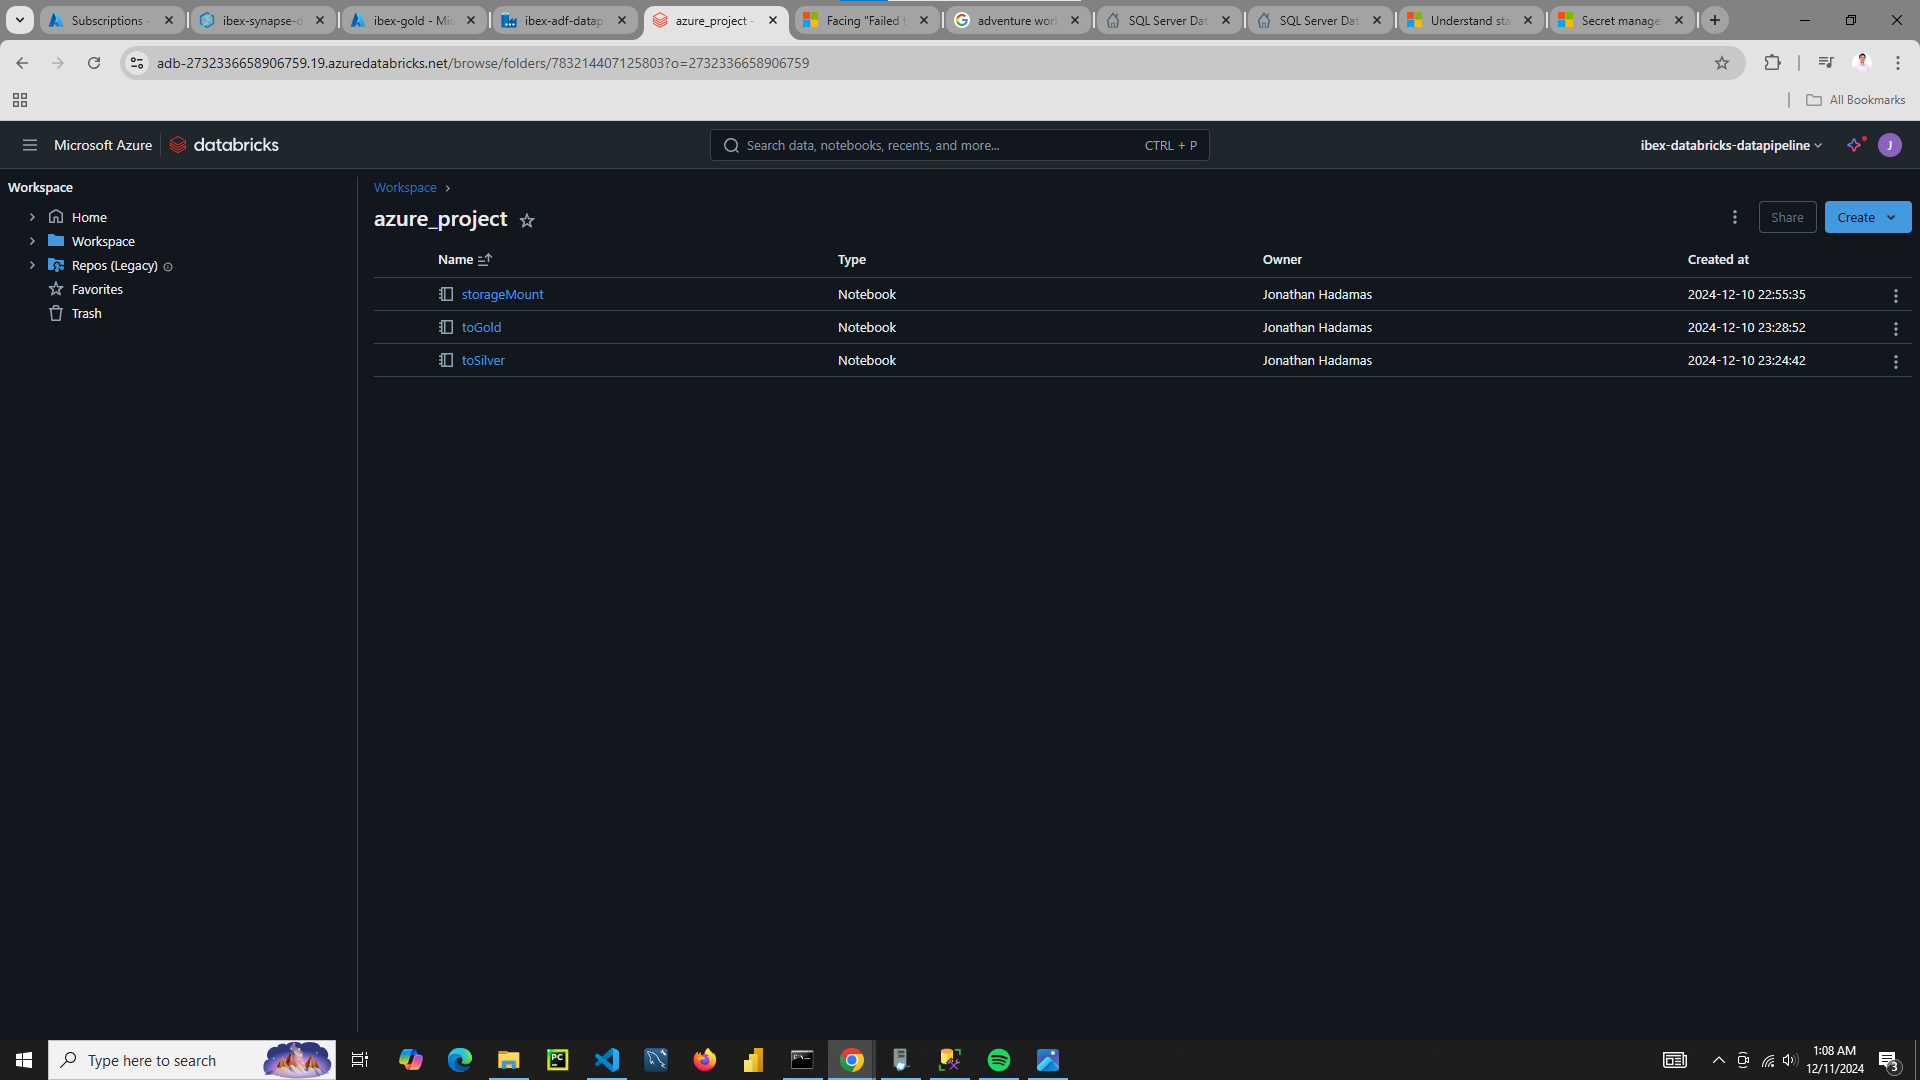 Subscriptions -
ibex-synapse-d
ibex-gold - Mic
ibex-adf-datap
azure_project -
Facing "Failed t
adventure work
SQL Server Dat
SQL Server Dat
Understand sta
Secret manage
adb-2732336658906759.19.azuredatabricks.net/browse/folders/783214407125803?o=2732336658906759
All Bookmarks
Microsoft Azure
databricks
Search data, notebooks, recents, and more...
CTRL + P
ibex-databricks-datapipeline
J
Workspace
Home
Workspace
Repos (Legacy)
Favorites
Trash
Workspace
azure_project
Share
Create
Name Type Owner Created at
storageMount Notebook Jonathan Hadamas 2024-12-10 22:55:35
toGold Notebook Jonathan Hadamas 2024-12-10 23:28:52
toSilver Notebook Jonathan Hadamas 2024-12-10 23:24:42
Type here to search
PC
1:08 AM
12/11/2024
3